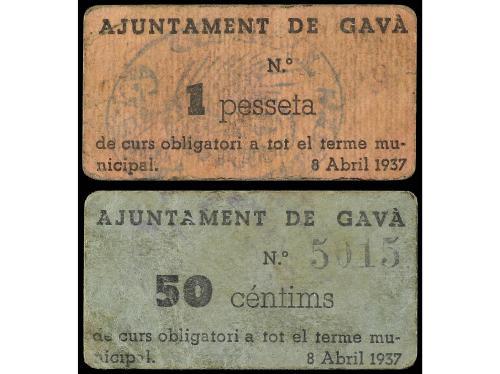 AJUNTAMENT DE GAVÀ
N.º
1 pesseta
de curs obligatori a tot el terme mu-
nicipal. 8 Abril 1937
AJUNTAMENT DE GAVÀ
N.º 5015
50 céntims
de curs obligatori a tot el terme mu-
nicipal. 8 Abril 1937